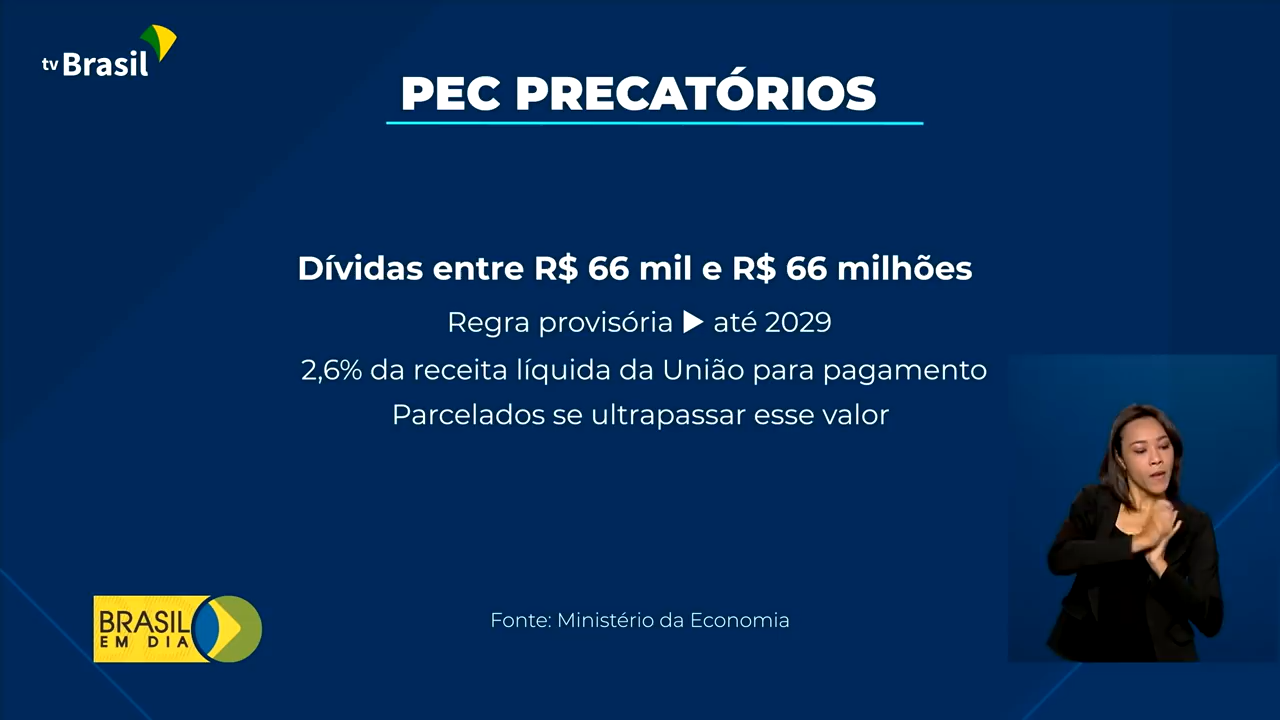 tv Brasil
PEC PRECATÓRIOS
Dívidas entre R$ 66 mil e R$ 66 milhões
Regra provisória ▶ até 2029
2,6% da receita líquida da União para pagamento
Parcelados se ultrapassar esse valor
BRASIL
EM DIA
Fonte: Ministério da Economia